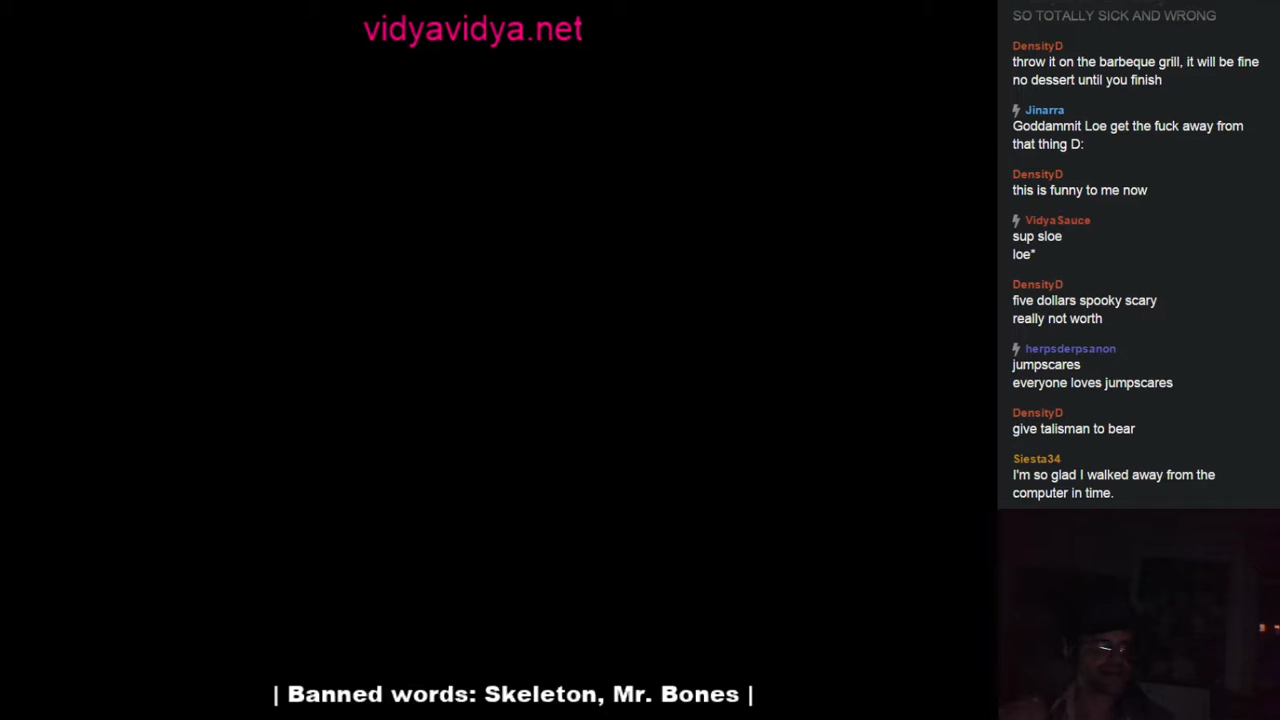 vidyavidya.net
SO TOTALLY SICK AND WRONG
DensityD
throw it on the barbeque grill, it will be fine
no dessert until you finish
Jinarra
Goddammit Loe get the fuck away from
that thing D:
DensityD
this is funny to me now
VidyaSauce
sup sloe
loe*
DensityD
five dollars spooky scary
really not worth
herpsderpsanon
jumpscares
everyone loves jumpscares
DensityD
give talisman to bear
Siesta34
I'm so glad I walked away from the
computer in time.
| Banned words: Skeleton, Mr. Bones |